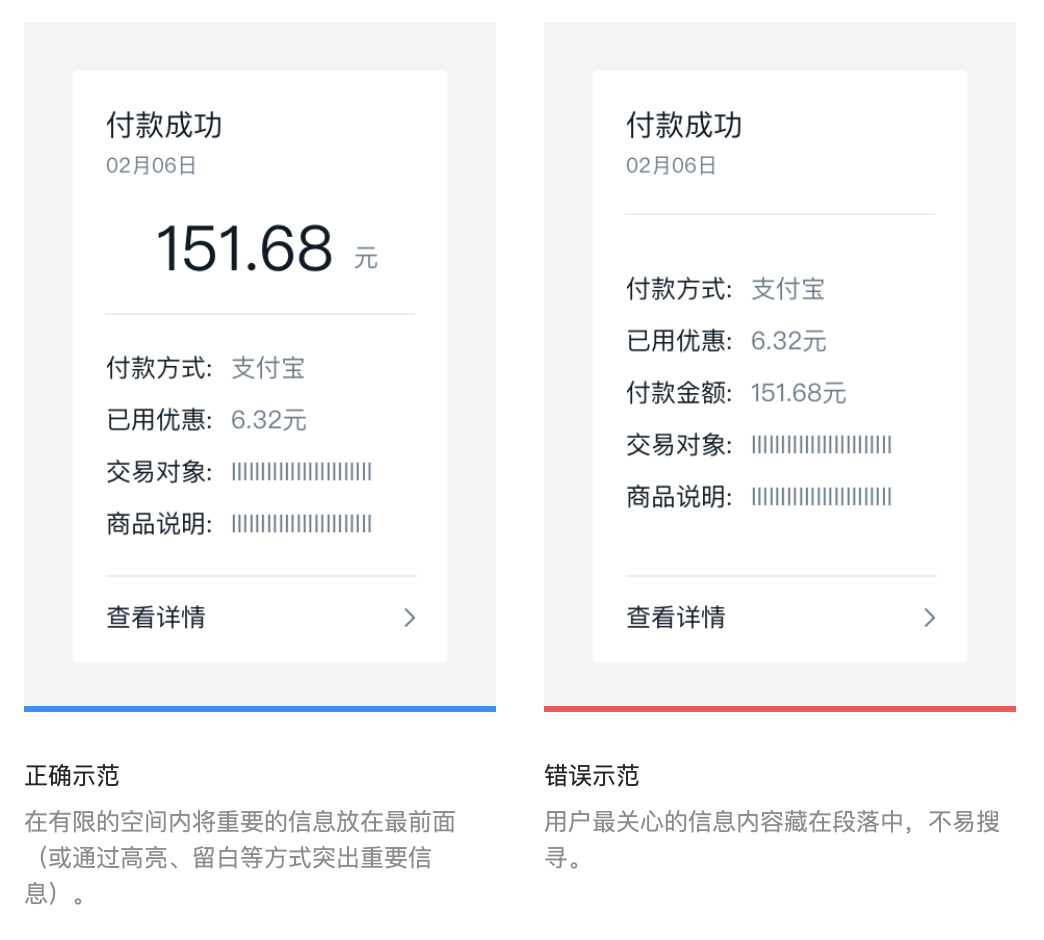 付款成功
02月06日
151.68 元
付款方式: 支付宝
已用优惠: 6.32元
交易对象:
商品说明:
查看详情
正确示范
在有限的空间内将重要的信息放在最前面
（或通过高亮、留白等方式突出重要信
息）。
付款成功
02月06日
付款方式: 支付宝
已用优惠: 6.32元
付款金额: 151.68元
交易对象:
商品说明:
查看详情
错误示范
用户最关心的信息内容藏在段落中，不易搜
寻。